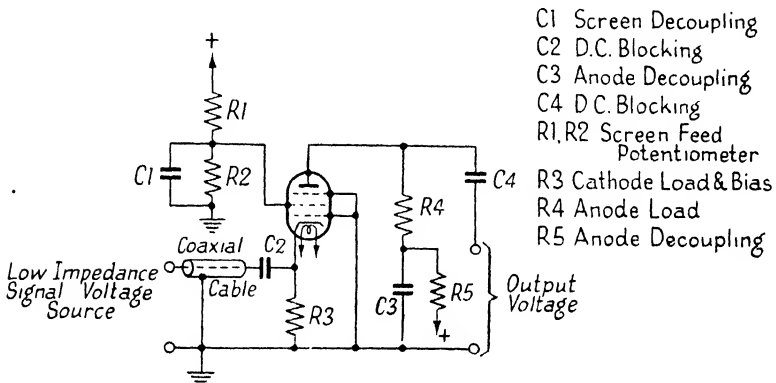 C1 Screen Decoupling
C2 D.C. Blocking
C3 Anode Decoupling
C4 D C. Blocking
R1,R2 Screen Feed
Potentiometer
R3 Cathode Load & Bias
R4 Anode Load
R5 Anode Decoupling
+
R1
C1
R2
R4
C4
Coaxial
C2
Low Impedance
Signal Voltage
Source
Cable
R3
C3
R5
+
Output
Voltage